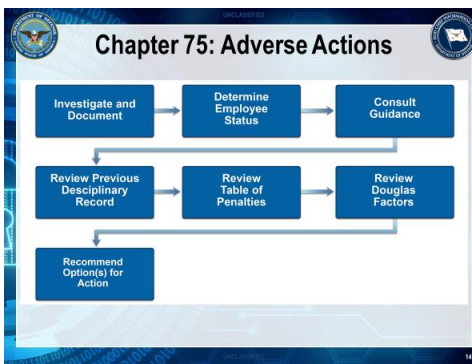 UNCLASSIFIED
Chapter 75: Adverse Actions
Investigate and
Document
Determine
Employee
Status
Consult
Guidance
Review Previous
Desciplinary
Record
Review
Table of
Penalties
Review
Douglas
Factors
Recommend
Option(s) for
Action
UNCLASSIFIED
14